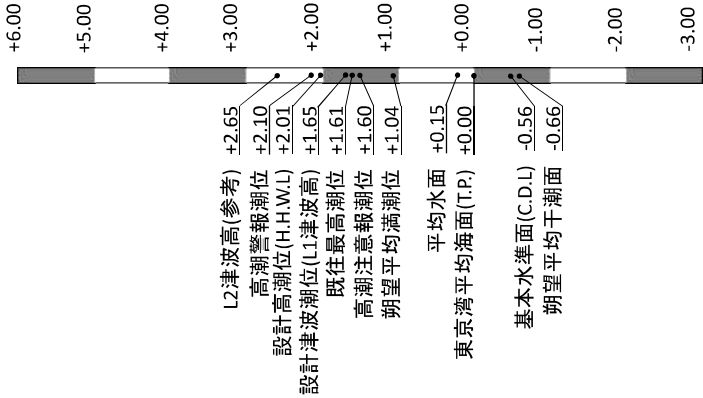 +6.00
+5.00
+4.00
+3.00
+2.00
+1.00
+0.00
-1.00
-2.00
-3.00
L2津波高(参考) +2.65
高潮警報潮位 +2.10
設計高潮位(H.H.W.L) +2.01
設計津波潮位(L1津波高) +1.65
既往最高潮位 +1.61
高潮注意報潮位 +1.60
朔望平均満潮位 +1.04
平均水面 +0.15
東京湾平均海面(T.P.) +0.00
基本水準面(C.D.L) -0.56
朔望平均干潮面 -0.66